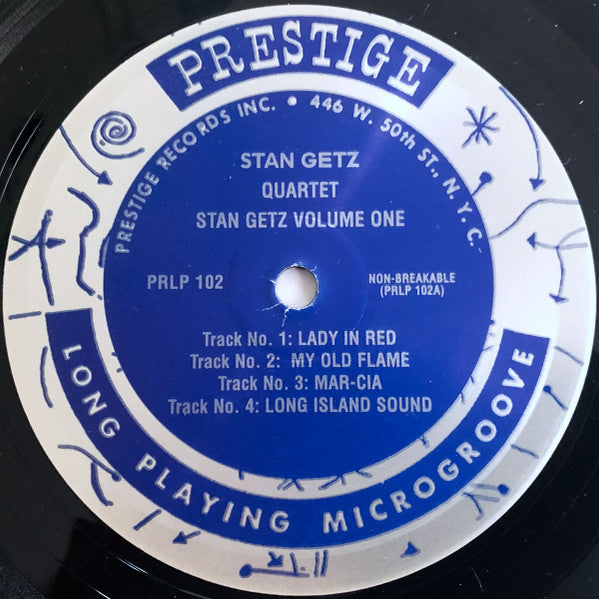 PRESTIGE
PRESTIGE RECORDS INC. • 446 W. 50th ST., N.Y.C.
STAN GETZ
QUARTET
STAN GETZ VOLUME ONE
PRLP 102
NON-BREAKABLE
(PRLP 102A)
Track No. 1: LADY IN RED
Track No. 2: MY OLD FLAME
Track No. 3: MAR-CIA
Track No. 4: LONG ISLAND SOUND
LONG PLAYING MICROGROOVE